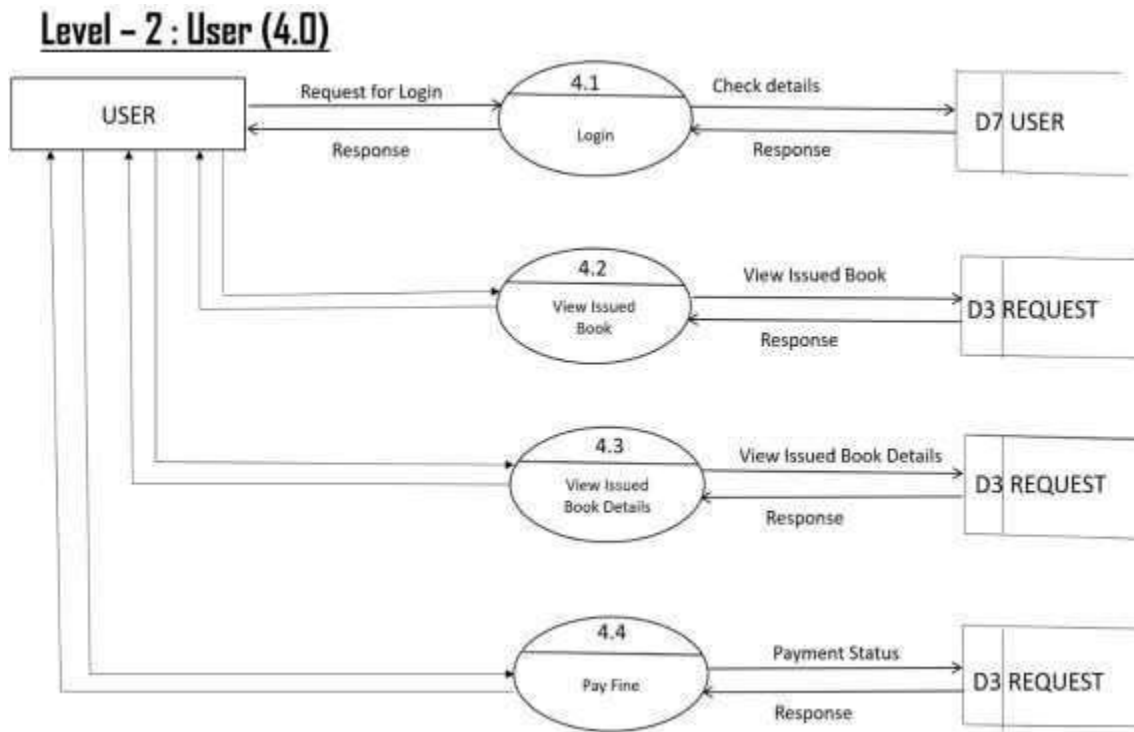 Level – 2 : User (4.0)
USER
Request for Login
Response
4.1
Login
Check details
Response
D7 USER
4.2
View Issued
Book
View Issued Book
Response
D3 REQUEST
4.3
View Issued
Book Details
View Issued Book Details
Response
D3 REQUEST
4.4
Pay Fine
Payment Status
Response
D3 REQUEST